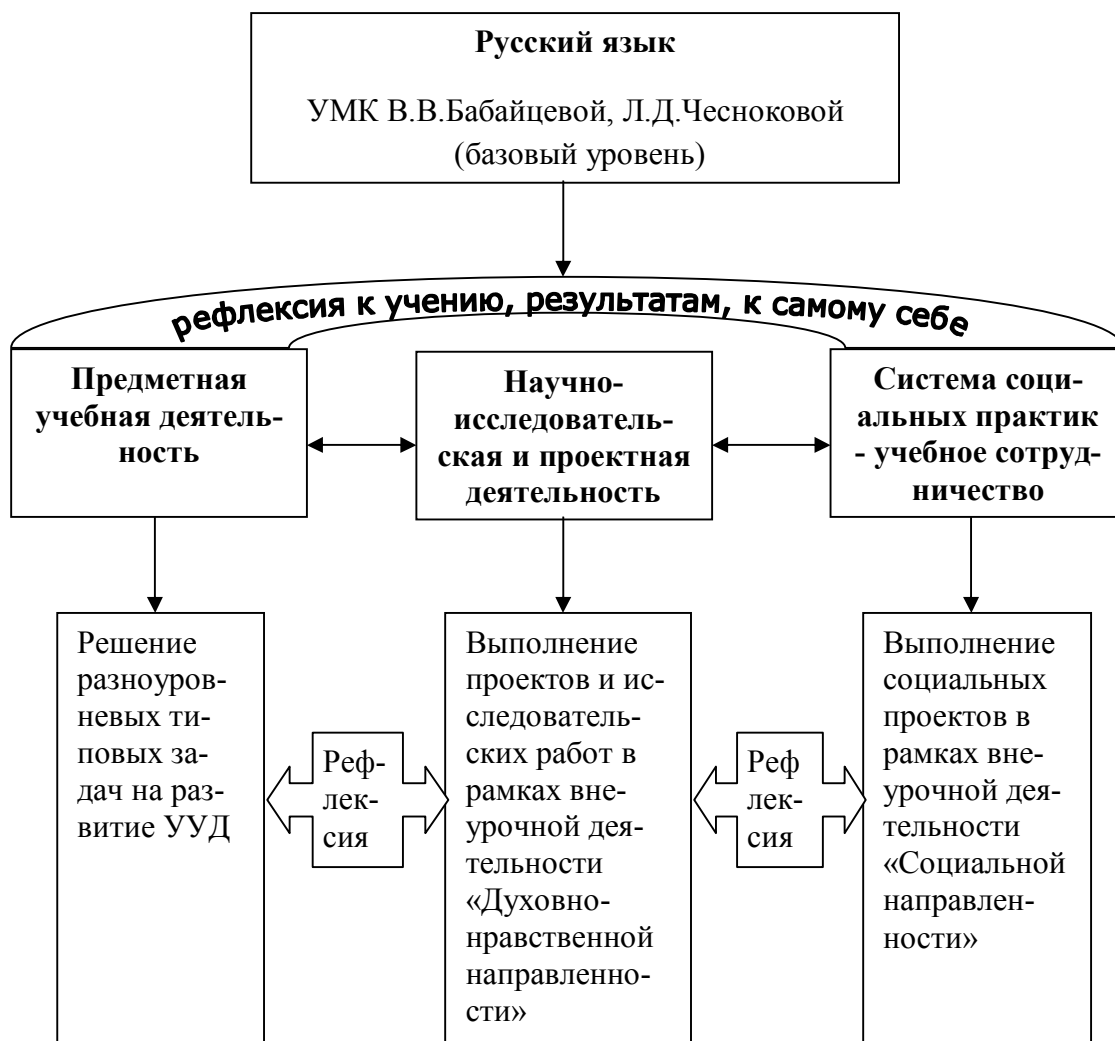 Русский язык
УМК В.В.Бабайцевой, Л.Д.Чесноковой
(базовый уровень)
рефлексия к учению, результатам, к самому себе
Предметная
учебная деятель-
ность
Научно-
исследователь-
ская и проектная
деятельность
Система соци-
альных практик
- учебное сотруд-
ничество
Решение
разноуров-
невых ти-
повых за-
дач на раз-
витие УУД
Реф-
лек-
сия
Выполнение
проектов и ис-
следователь-
ских работ в
рамках вне-
урочной дея-
тельности
«Духовно-
нравственной
направленно-
сти»
Реф
лек-
сия
Выполнение
социальных
проектов в
рамках вне-
урочной дея-
тельности
«Социальной
направлен-
ности»